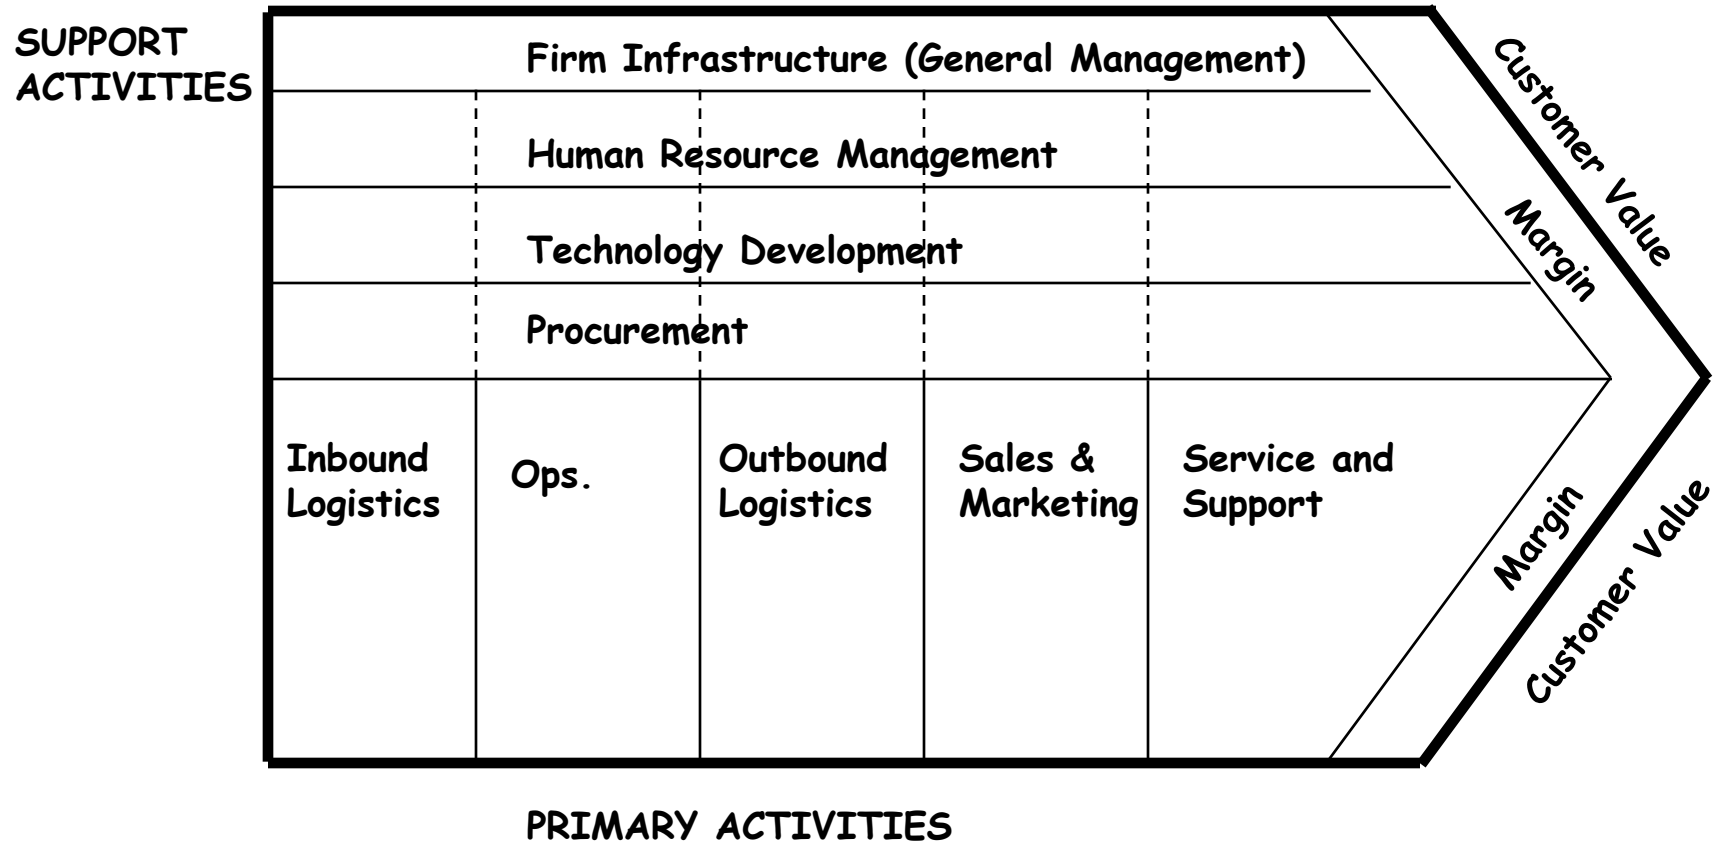 SUPPORT
ACTIVITIES
Firm Infrastructure (General Management)
Human Resource Management
Technology Development
Procurement
Customer Value
Margin
Inbound
Logistics
Ops.
Outbound
Logistics
Sales &
Marketing
Service and
Support
Margin
Customer Value
PRIMARY ACTIVITIES